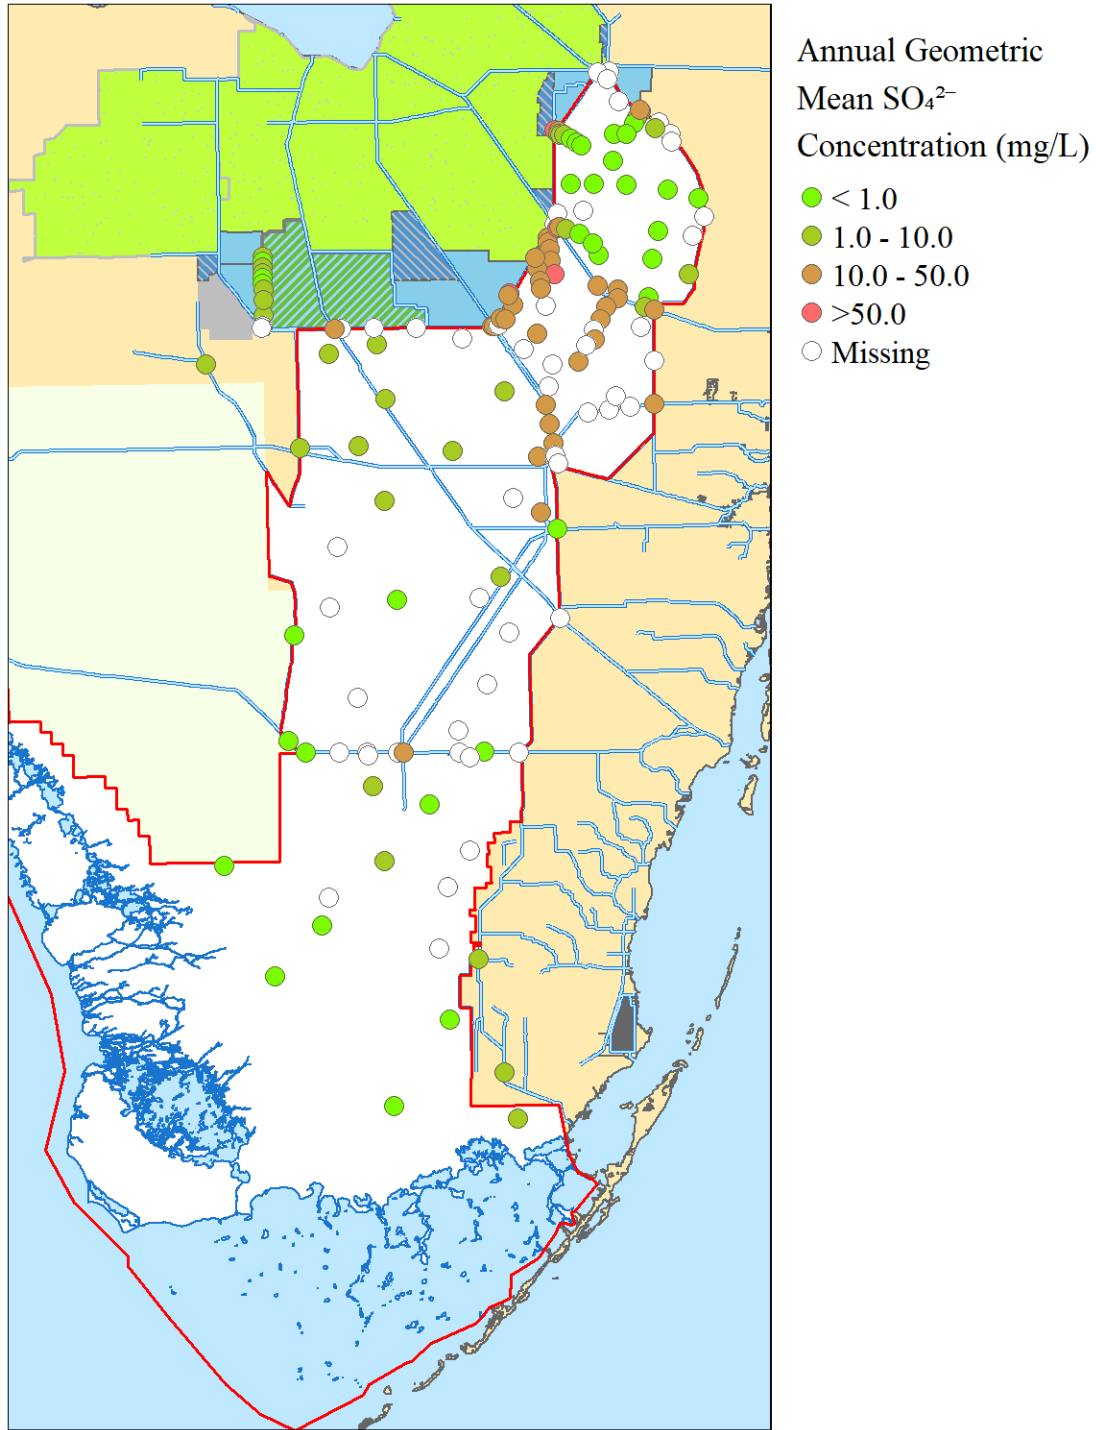 Annual Geometric
Mean SO₄²⁻
Concentration (mg/L)
< 1.0
1.0 - 10.0
10.0 - 50.0
>50.0
Missing